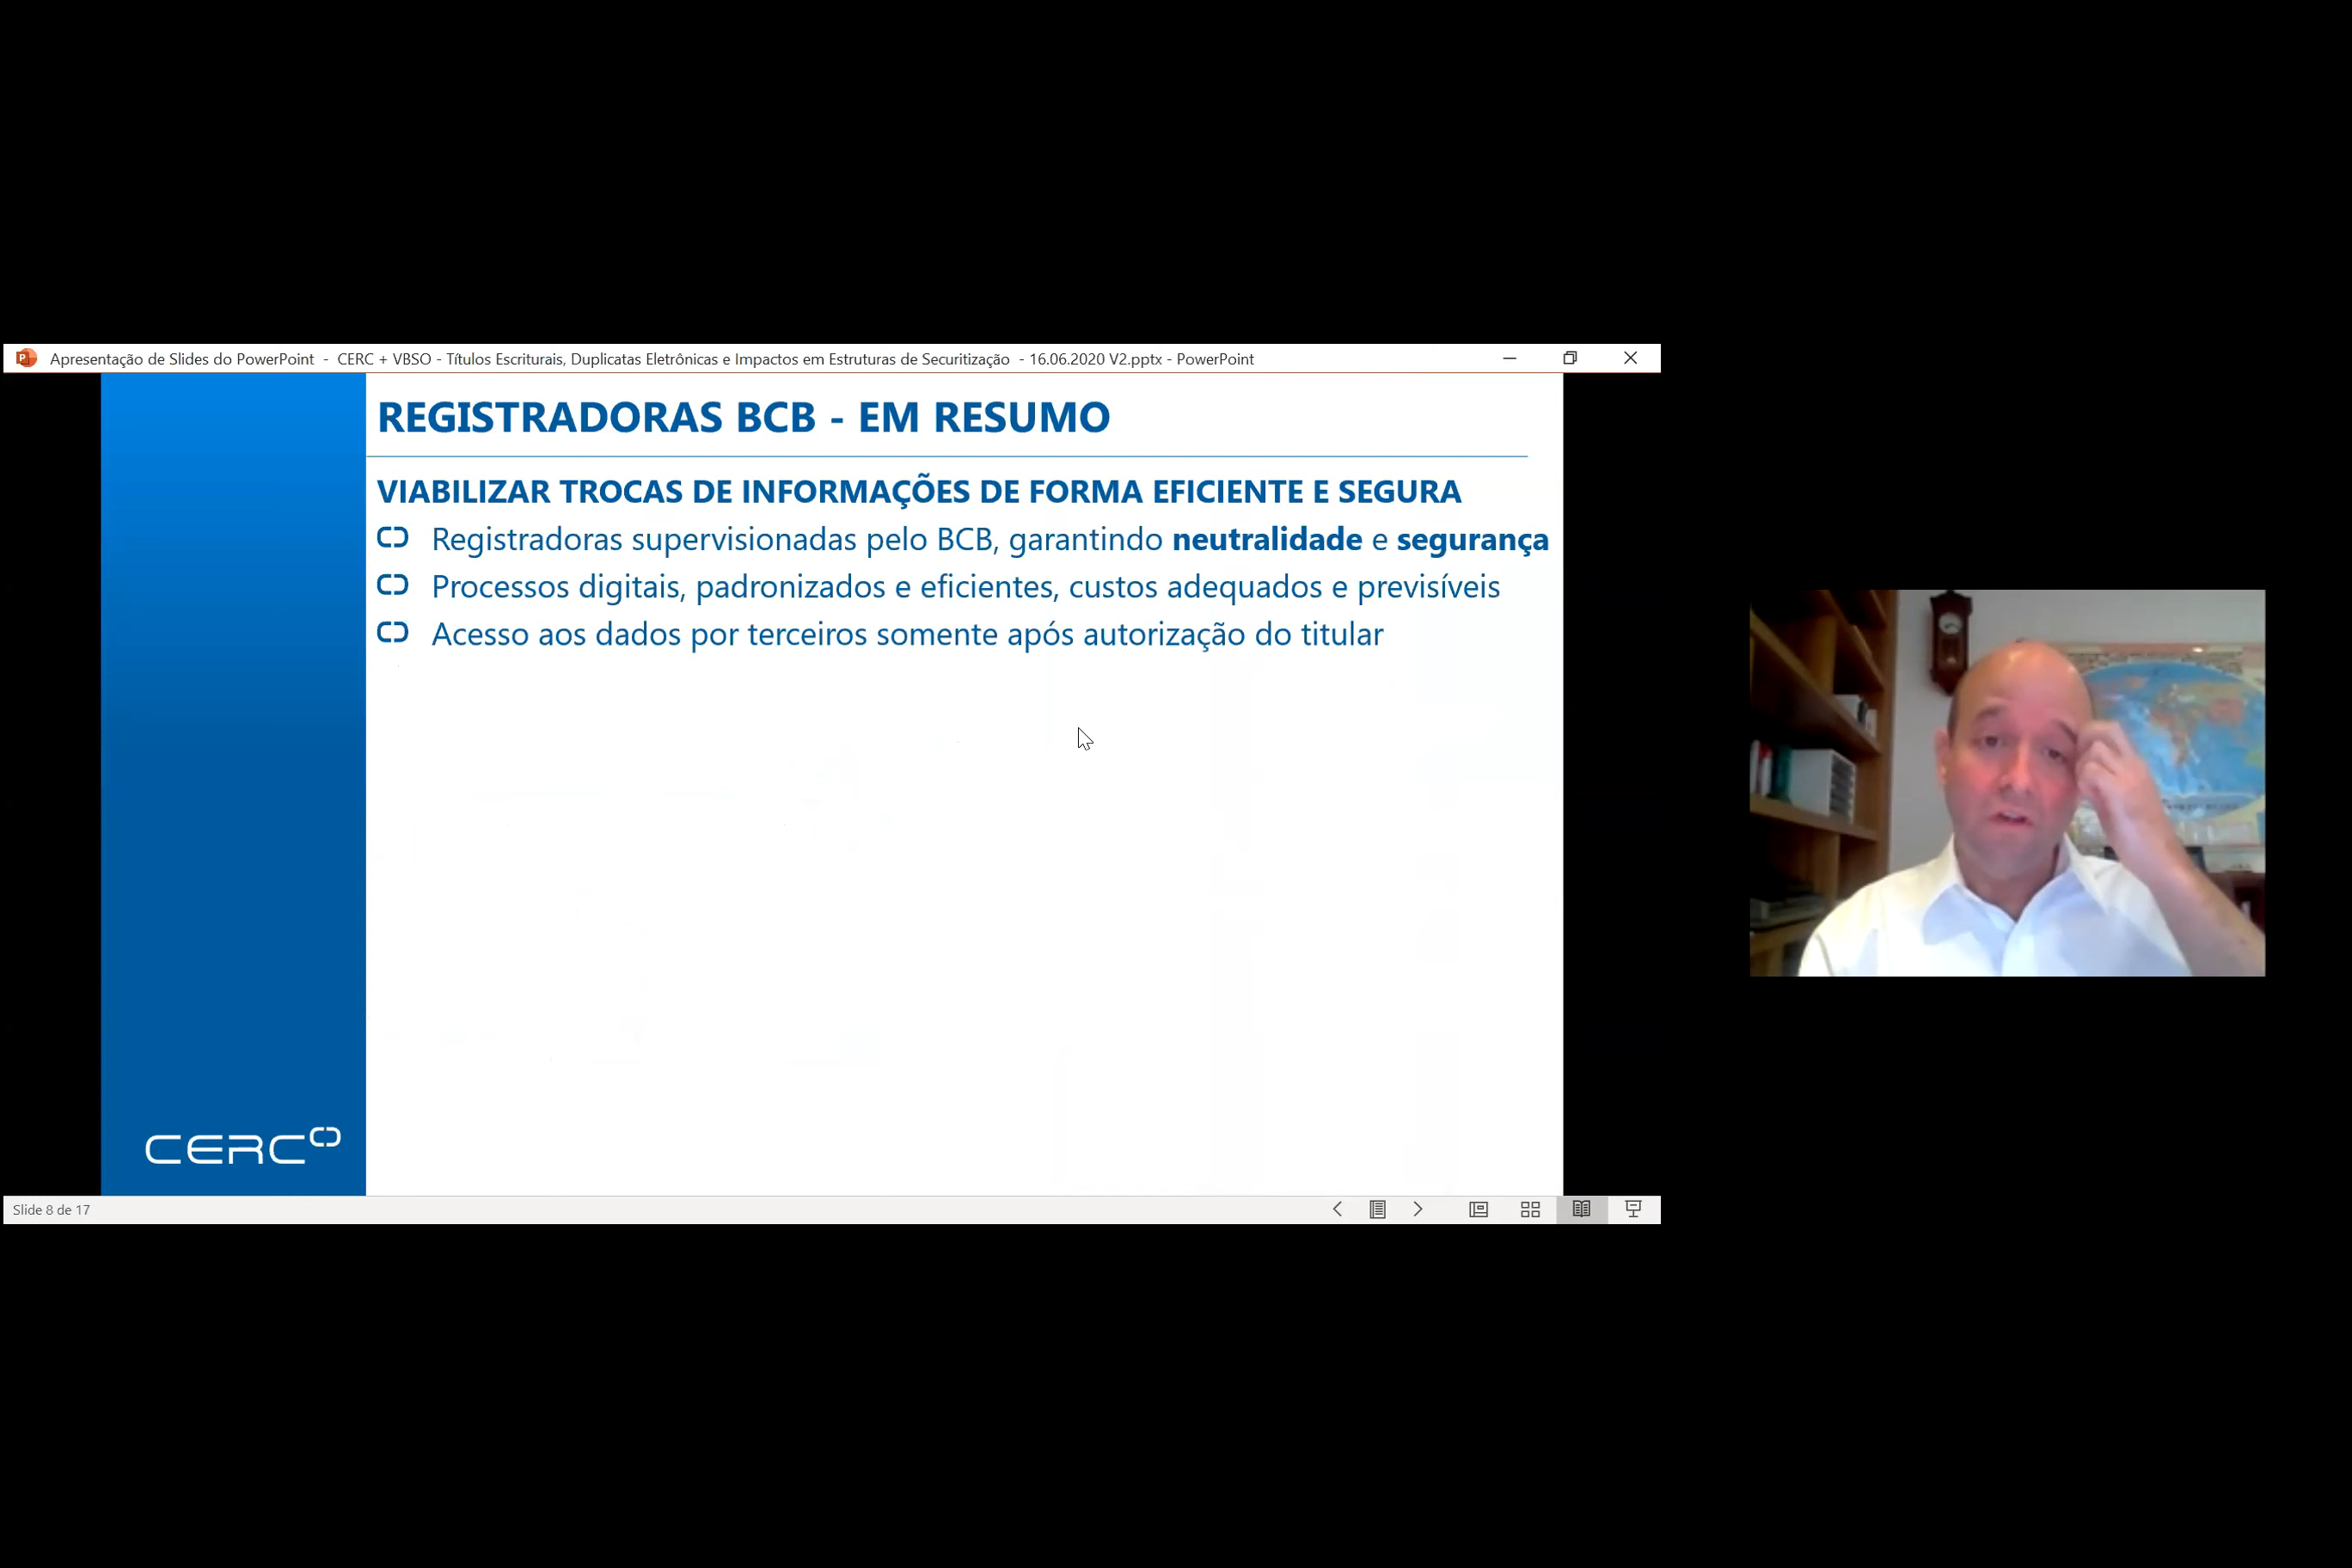 Apresentação de Slides do PowerPoint - CERC + VBSO - Títulos Escriturais, Duplicatas Eletrônicas e Impactos em Estruturas de Securitização - 16.06.2020 V2.pptx - PowerPoint
REGISTRADORAS BCB - EM RESUMO
VIABILIZAR TROCAS DE INFORMAÇÕES DE FORMA EFICIENTE E SEGURA
Registradoras supervisionadas pelo BCB, garantindo neutralidade e segurança
Processos digitais, padronizados e eficientes, custos adequados e previsíveis
Acesso aos dados por terceiros somente após autorização do titular
CERC
Slide 8 de 17